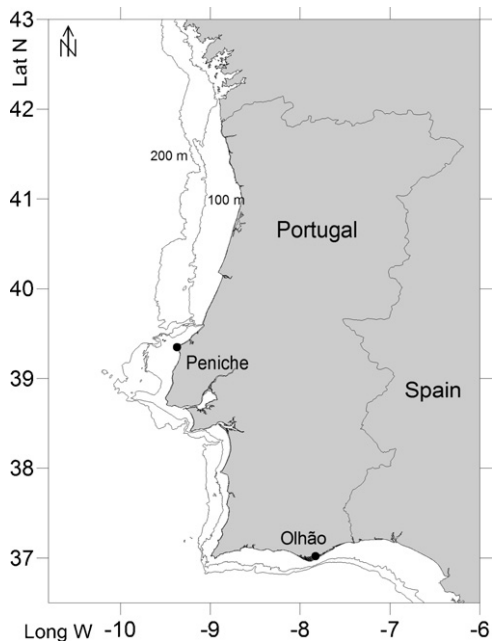 43
Lat N
N
42
200 m
41
100 m
Portugal
40
Peniche
39
Spain
38
Olhão
37
Long W -10 -9 -8 -7 -6